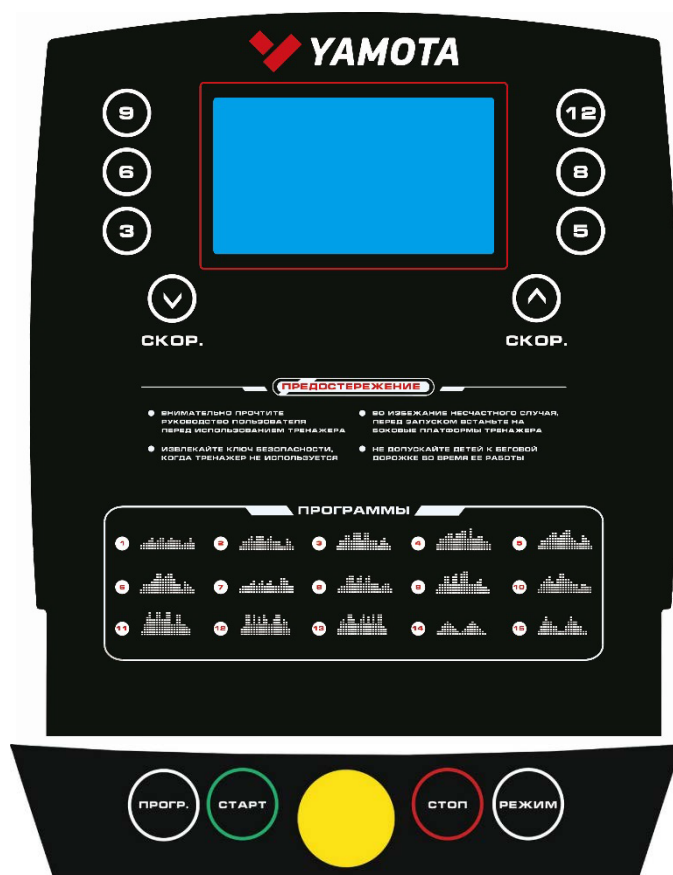 YAMOTA
9
12
6
8
3
5
СКОР.
СКОР.
ПРЕДОСТЕРЕЖЕНИЕ
ВНИМАТЕЛЬНО ПРОЧТИТЕ
РУКОВОДСТВО ПОЛЬЗОВАТЕЛЯ
ПЕРЕД ИСПОЛЬЗОВАНИЕМ ТРЕНАЖЕРА
ИЗВЛЕКАЙТЕ КЛЮЧ БЕЗОПАСНОСТИ,
КОГДА ТРЕНАЖЕР НЕ ИСПОЛЬЗУЕТСЯ
ВО ИЗБЕЖАНИЕ НЕСЧАСТНОГО СЛУЧАЯ,
ПЕРЕД ЗАПУСКОМ ВСТАНЬТЕ НА
БОКОВЫЕ ПЛАТФОРМЫ ТРЕНАЖЕРА
НЕ ДОПУСКАЙТЕ ДЕТЕЙ К БЕГОВОЙ
ДОРОЖКЕ ВО ВРЕМЯ ЕЕ РАБОТЫ
ПРОГРАММЫ
1 2 3 4 5
6 7 8 9 10
11 12 13 14 15
ПРОГР. СТАРТ СТОП РЕЖИМ